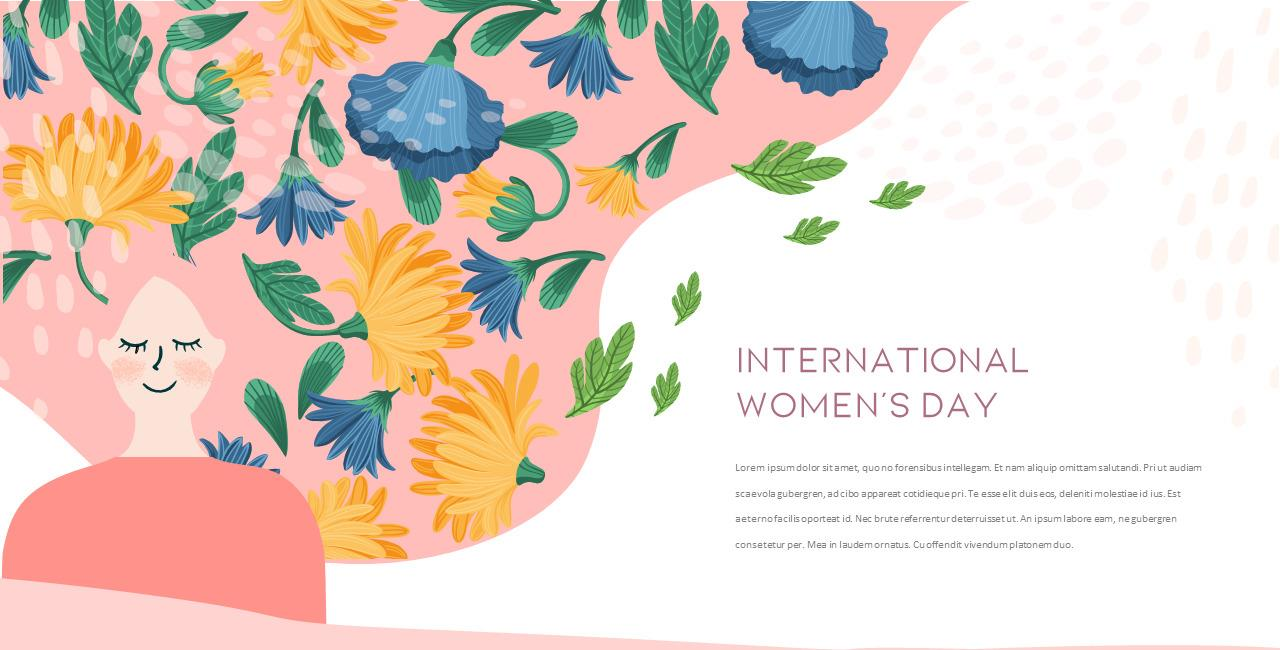 INTERNATIONAL
WOMEN'S DAY
Lorem ipsum dolor sit amet, quo no forensibus intellegam. Et nam aliquip omittam salutandi. Pri ut audiam
scaevola gubergren, ad cibo appareat cotidieque pri. Te esse elit duis eos, deleniti molestiae id ius. Est
aeterno facilis oporteat id. Nec brute referrentur deterruisset ut. An ipsum labore eam, ne gubergren
consetetur per. Mea in laudem ornatus. Cu offendit vivendum platonem duo.